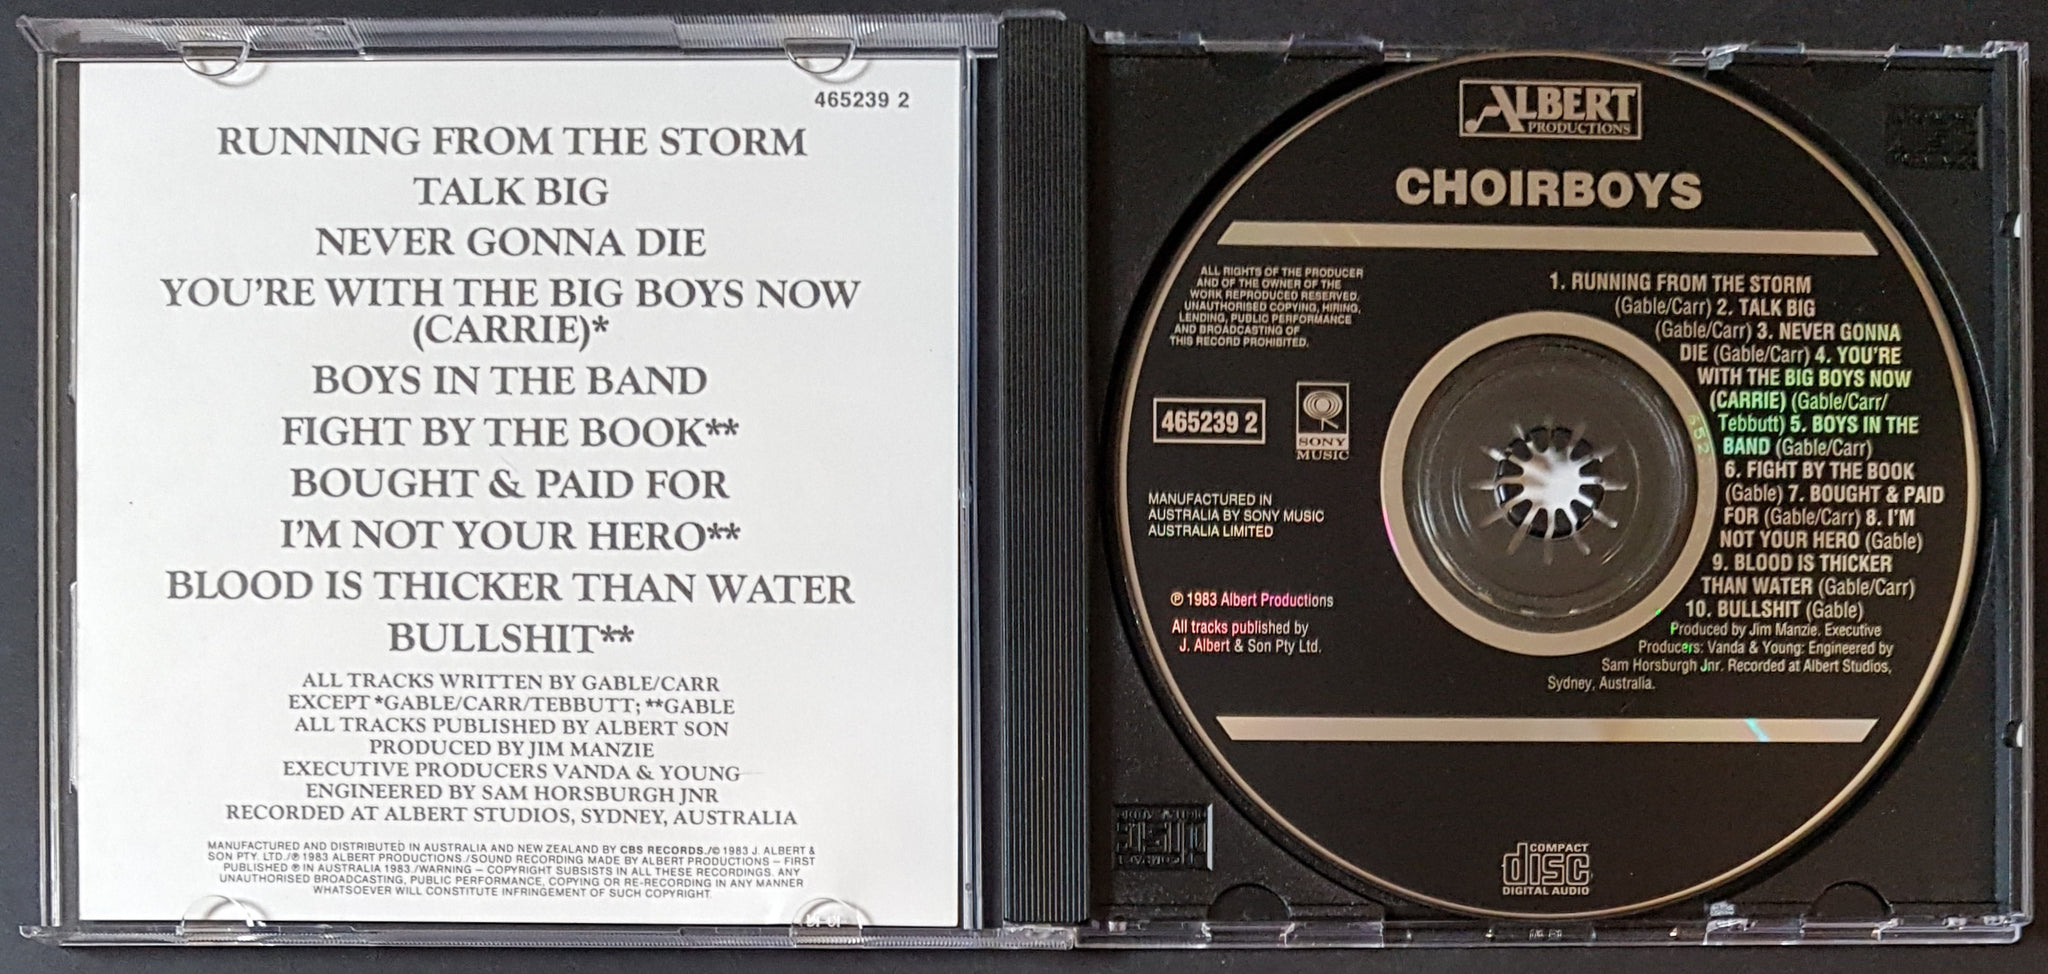 465239 2
RUNNING FROM THE STORM
TALK BIG
NEVER GONNA DIE
YOU'RE WITH THE BIG BOYS NOW
(CARRIE)*
BOYS IN THE BAND
FIGHT BY THE BOOK**
BOUGHT & PAID FOR
I'M NOT YOUR HERO**
BLOOD IS THICKER THAN WATER
BULLSHIT**
ALL TRACKS WRITTEN BY GABLE/CARR
EXCEPT *GABLE/CARR/TEBBUTT; **GABLE
ALL TRACKS PUBLISHED BY ALBERT SON
PRODUCED BY JIM MANZIE
EXECUTIVE PRODUCERS VANDA & YOUNG
ENGINEERED BY SAM HORSBURGH JNR
RECORDED AT ALBERT STUDIOS, SYDNEY, AUSTRALIA
MANUFACTURED AND DISTRIBUTED IN AUSTRALIA AND NEW ZEALAND BY CBS RECORDS./© 1983 J. ALBERT &
SON PTY. LTD./℗ 1983 ALBERT PRODUCTIONS./SOUND RECORDING MADE BY ALBERT PRODUCTIONS – FIRST
PUBLISHED ℗ IN AUSTRALIA 1983./WARNING – COPYRIGHT SUBSISTS IN ALL THESE RECORDINGS. ANY
UNAUTHORISED BROADCASTING, PUBLIC PERFORMANCE, COPYING OR RE-RECORDING IN ANY MANNER
WHATSOEVER WILL CONSTITUTE INFRINGEMENT OF SUCH COPYRIGHT.
ALBERT
PRODUCTIONS
CHOIRBOYS
ALL RIGHTS OF THE PRODUCER
AND OF THE OWNER OF THE
WORK REPRODUCED RESERVED.
UNAUTHORISED COPYING, HIRING,
LENDING, PUBLIC PERFORMANCE
AND BROADCASTING OF
THIS RECORD PROHIBITED.
465239 2
SONY
MUSIC
MANUFACTURED IN
AUSTRALIA BY SONY MUSIC
AUSTRALIA LIMITED
℗ 1983 Albert Productions
All tracks published by
J. Albert & Son Pty Ltd.
1. RUNNING FROM THE STORM
(Gable/Carr) 2. TALK BIG
(Gable/Carr) 3. NEVER GONNA
DIE (Gable/Carr) 4. YOU'RE
WITH THE BIG BOYS NOW
(CARRIE) (Gable/Carr/
Tebbutt) 5. BOYS IN THE
BAND (Gable/Carr)
6. FIGHT BY THE BOOK
(Gable) 7. BOUGHT & PAID
FOR (Gable/Carr) 8. I'M
NOT YOUR HERO (Gable)
9. BLOOD IS THICKER
THAN WATER (Gable/Carr)
10. BULLSHIT (Gable)
Produced by Jim Manzie. Executive
Producers: Vanda & Young: Engineered by
Sam Horsburgh Jnr. Recorded at Albert Studios,
Sydney, Australia.
COMPACT
disc
DIGITAL AUDIO